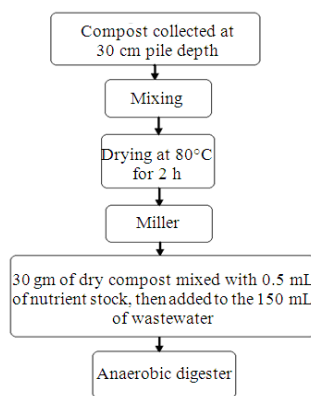 Compost collected at
30 cm pile depth
Mixing
Drying at 80°C
for 2 h
Miller
30 gm of dry compost mixed with 0.5 mL
of nutrient stock, then added to the 150 mL
of wastewater
Anaerobic digester